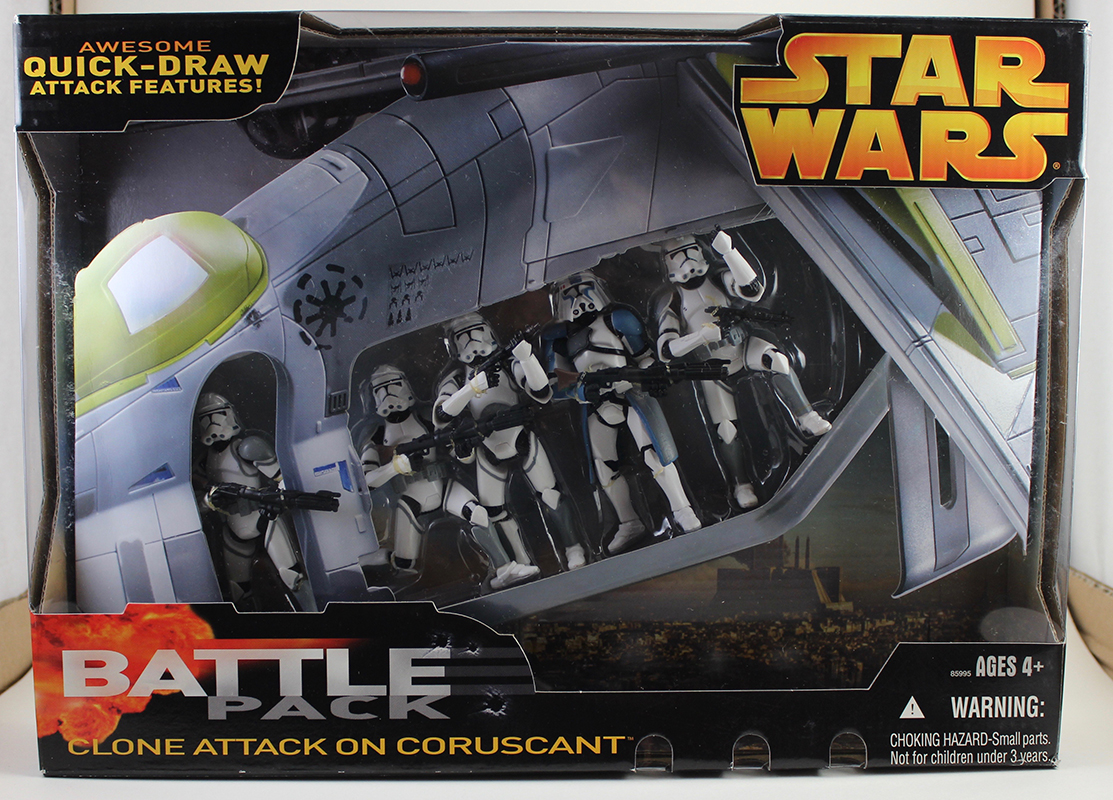 AWESOME
QUICK-DRAW
ATTACK FEATURES!
STAR
WARS®
BATTLE
PACK
CLONE ATTACK ON CORUSCANT™
85995 AGES 4+
WARNING:
CHOKING HAZARD-Small parts.
Not for children under 3 years.